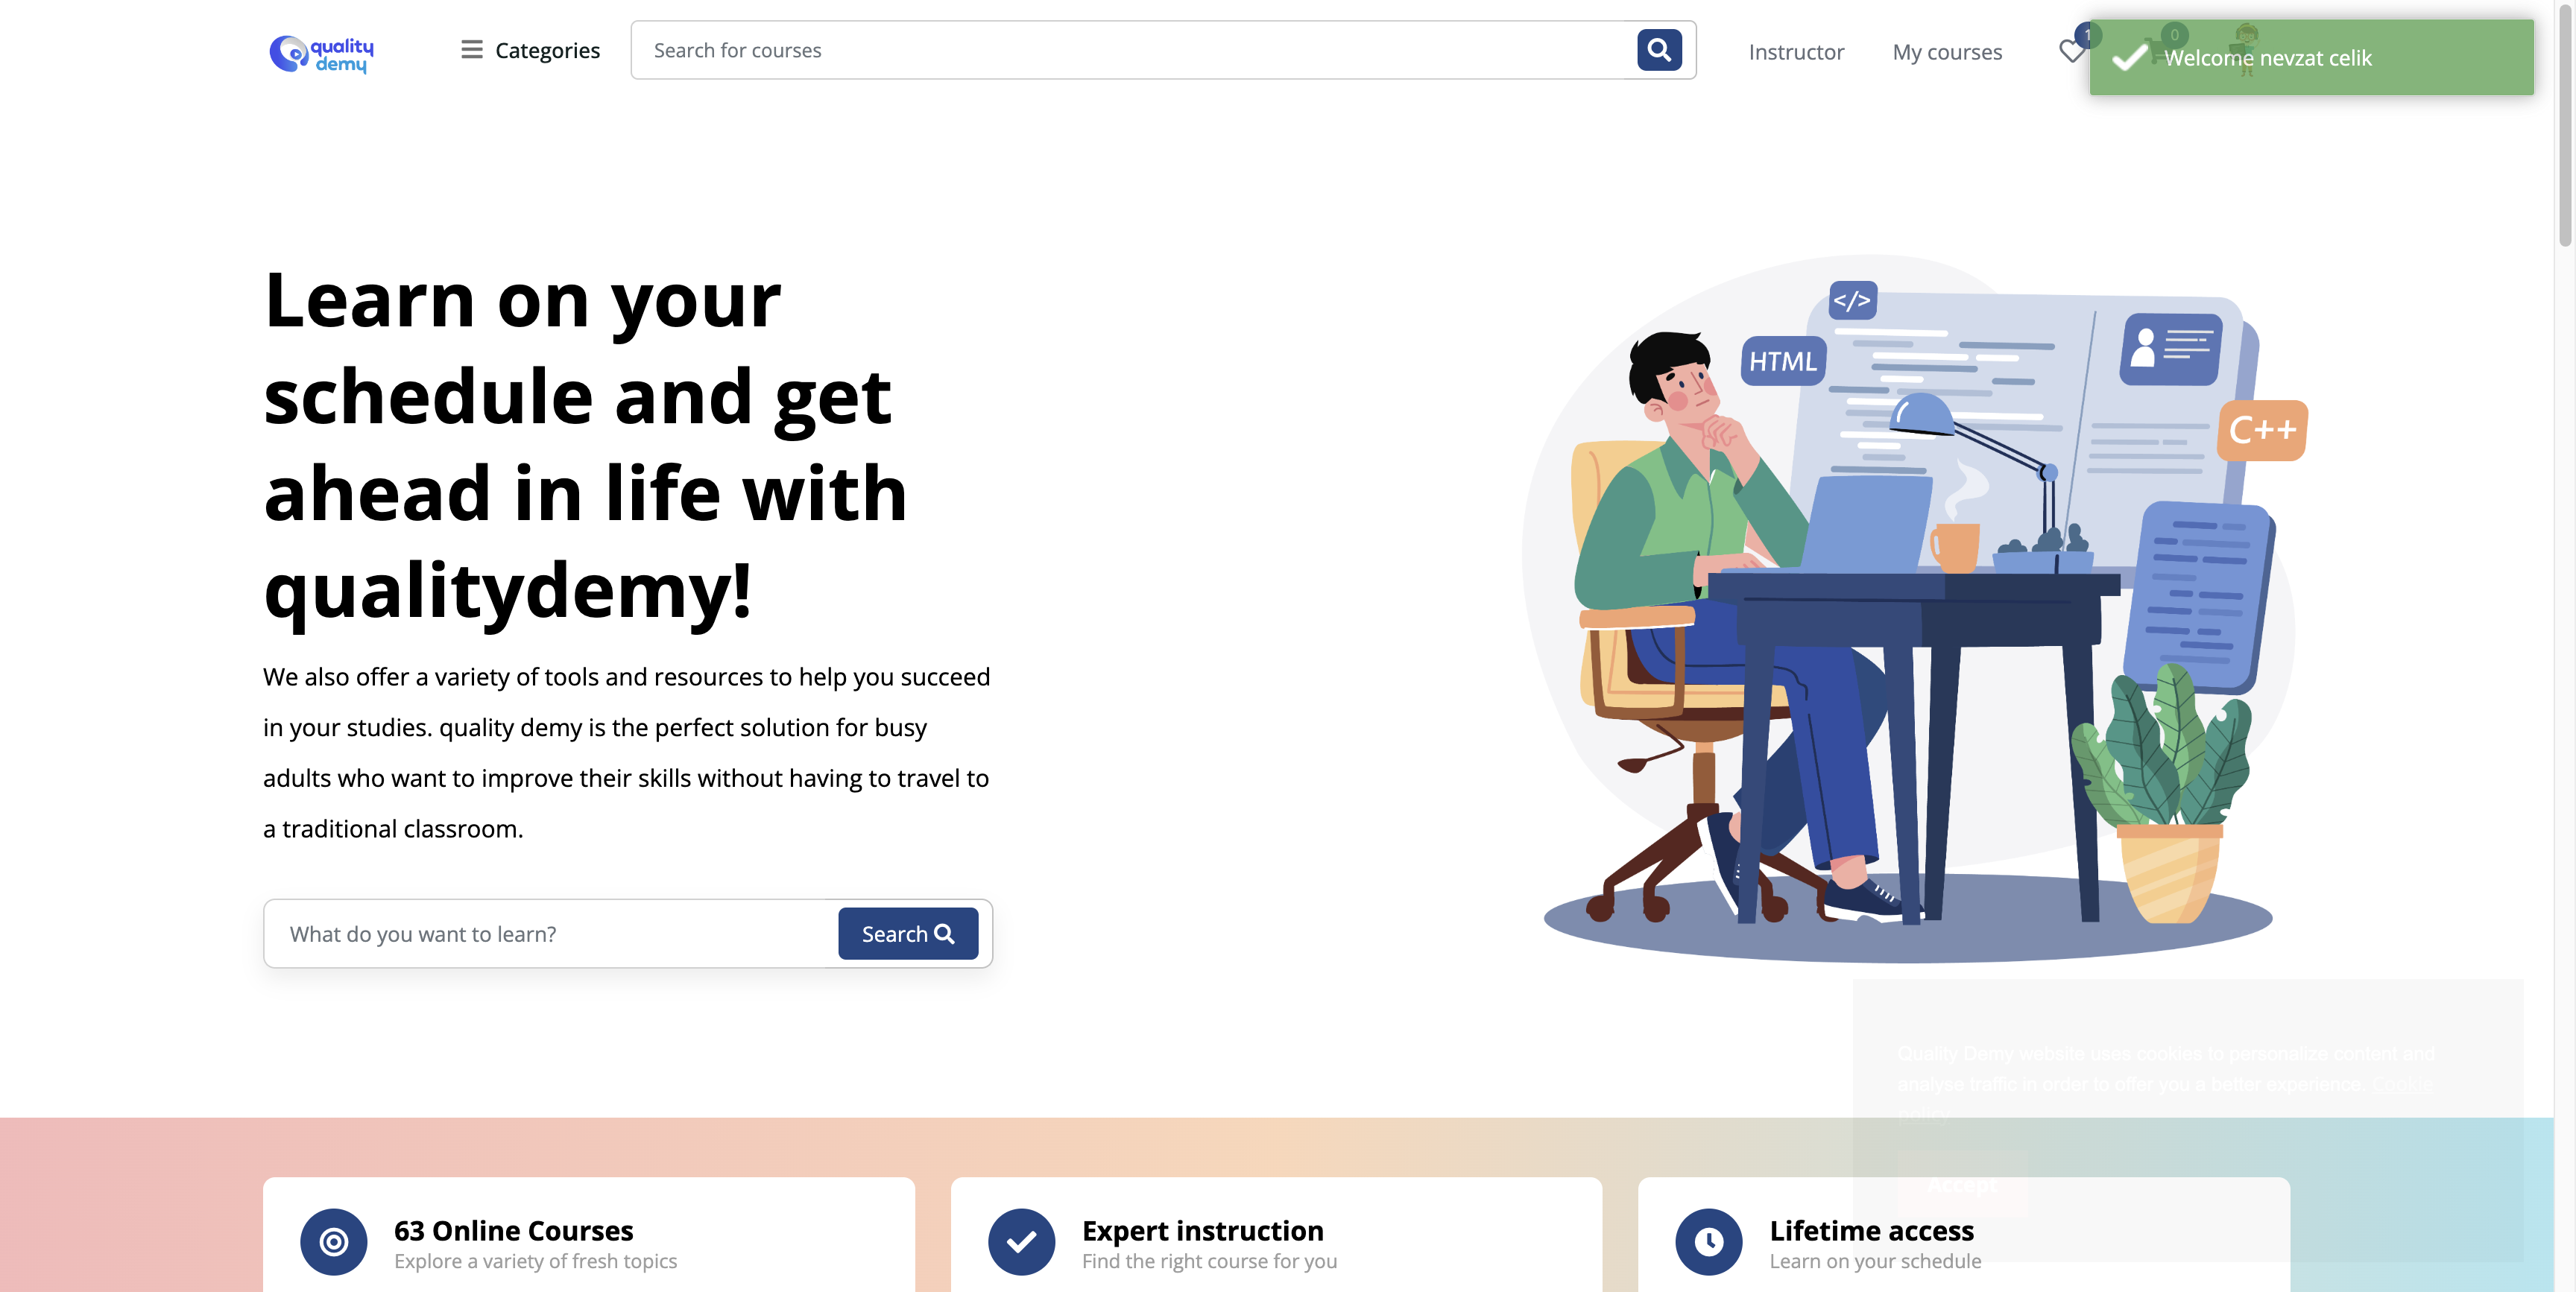 quality
demy
Categories
Search for courses
Instructor
My courses
1
0
Welcome nevzat celik
Learn on your
schedule and get
ahead in life with
qualitydemy!
We also offer a variety of tools and resources to help you succeed
in your studies. quality demy is the perfect solution for busy
adults who want to improve their skills without having to travel to
a traditional classroom.
What do you want to learn?
Search
</>
HTML
C++
Quality Demy website uses cookies to personalize content and
analyse traffic in order to offer you a better experience. Cookie
policy
Accept
63 Online Courses
Explore a variety of fresh topics
Expert instruction
Find the right course for you
Lifetime access
Learn on your schedule